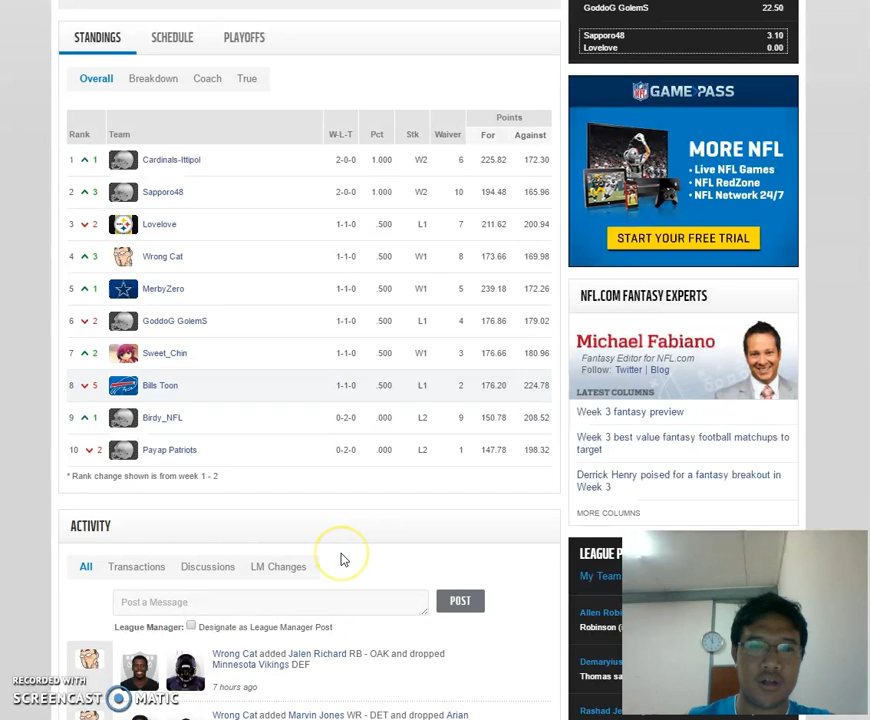 GoddoG GolemS 22.50
Sapporo48 3.10
Lovelove 0.00
STANDINGS SCHEDULE PLAYOFFS
Overall Breakdown Coach True
Points
Rank Team W-L-T Pct Stk Waiver For Against
1 1 Cardinals-Ittipol 2-0-0 1.000 W2 6 225.82 172.30
2 3 Sapporo48 2-0-0 1.000 W2 10 194.48 165.96
3 2 Lovelove 1-1-0 .500 L1 7 211.62 200.94
4 3 Wrong Cat 1-1-0 .500 W1 8 173.66 169.98
5 1 MerbyZero 1-1-0 .500 W1 5 239.18 172.26
6 2 GoddoG GolemS 1-1-0 .500 L1 4 176.86 179.02
7 2 Sweet_Chin 1-1-0 .500 W1 3 176.66 180.96
8 5 Bills Toon 1-1-0 .500 L1 2 176.20 224.78
9 1 Birdy_NFL 0-2-0 .000 L2 9 150.78 208.52
10 2 Payap Patriots 0-2-0 .000 L2 1 147.78 198.32
* Rank change shown is from week 1 - 2
NFL GAME PASS
MORE NFL
• Live NFL Games
• NFL RedZone
• NFL Network 24/7
START YOUR FREE TRIAL
NFL.COM FANTASY EXPERTS
Michael Fabiano
Fantasy Editor for NFL.com
Follow: Twitter | Blog
LATEST COLUMNS
Week 3 fantasy preview
Week 3 best value fantasy football matchups to
target
Derrick Henry poised for a fantasy breakout in
Week 3
MORE COLUMNS
ACTIVITY
All Transactions Discussions LM Changes
Post a Message POST
League Manager: Designate as League Manager Post
Wrong Cat added Jalen Richard RB - OAK and dropped
Minnesota Vikings DEF
7 hours ago
Wrong Cat added Marvin Jones WR - DET and dropped Arian
LEAGUE P
My Team
Allen Robi
Robinson (
Demaryius
Thomas sa
Rashad Je
RECORDED WITH
SCREENCAST MATIC